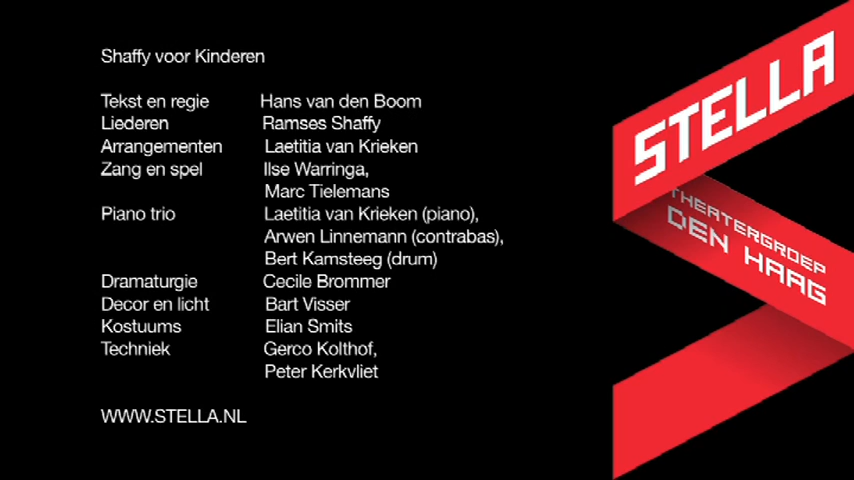 Shaffy voor Kinderen
Tekst en regie Hans van den Boom
Liederen Ramses Shaffy
Arrangementen Laetitia van Krieken
Zang en spel Ilse Warringa,
Marc Tielemans
Piano trio Laetitia van Krieken (piano),
Arwen Linnemann (contrabas),
Bert Kamsteeg (drum)
Dramaturgie Cecile Brommer
Decor en licht Bart Visser
Kostuums Elian Smits
Techniek Gerco Kolthof,
Peter Kerkvliet
WWW.STELLA.NL
STELLA
THEATERGROEP
DEN HAAG